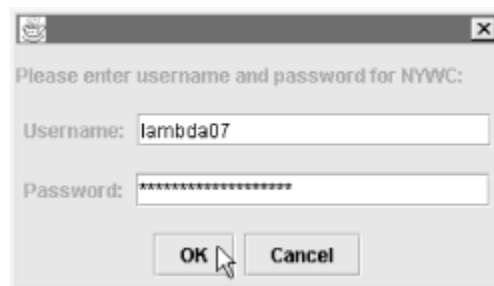 Please enter username and password for NYWC:
Username: lambda07
Password: *******************
OK Cancel